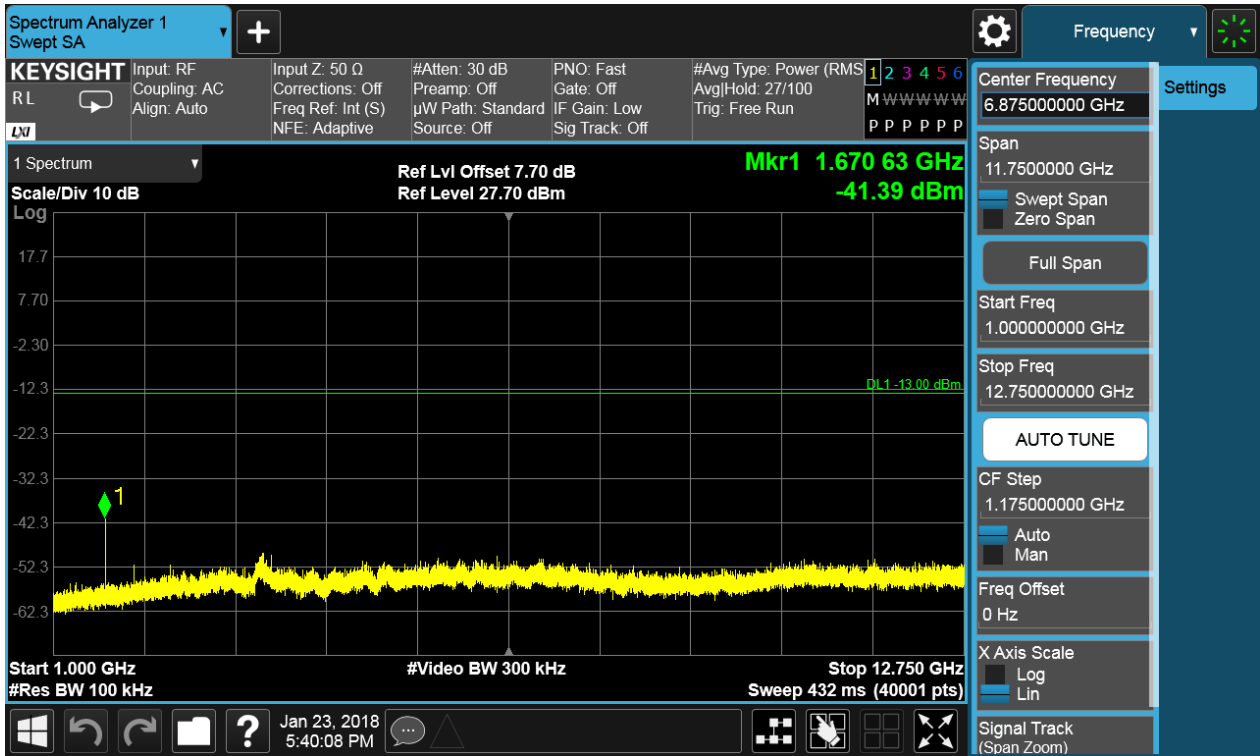 Spectrum Analyzer 1
Swept SA
Frequency
KEYSIGHT
R L
LXI
Input: RF
Coupling: AC
Align: Auto
Input Z: 50 Ω
Corrections: Off
Freq Ref: Int (S)
NFE: Adaptive
#Atten: 30 dB
Preamp: Off
µW Path: Standard
Source: Off
PNO: Fast
Gate: Off
IF Gain: Low
Sig Track: Off
#Avg Type: Power (RMS
Avg|Hold: 27/100
Trig: Free Run
1 2 3 4 5 6
M W W W W W
P P P P P P
1 Spectrum
Scale/Div 10 dB
Log
Ref Lvl Offset 7.70 dB
Ref Level 27.70 dBm
Mkr1 1.670 63 GHz
-41.39 dBm
17.7
7.70
-2.30
-12.3
DL1 -13.00 dBm
-22.3
-32.3
1
-42.3
-52.3
-62.3
Start 1.000 GHz
#Video BW 300 kHz
Stop 12.750 GHz
#Res BW 100 kHz
Sweep 432 ms (40001 pts)
Center Frequency
6.875000000 GHz
Span
11.7500000 GHz
Swept Span
Zero Span
Full Span
Start Freq
1.000000000 GHz
Stop Freq
12.750000000 GHz
AUTO TUNE
CF Step
1.175000000 GHz
Auto
Man
Freq Offset
0 Hz
X Axis Scale
Log
Lin
Signal Track
(Span Zoom)
Settings
?
Jan 23, 2018
5:40:08 PM